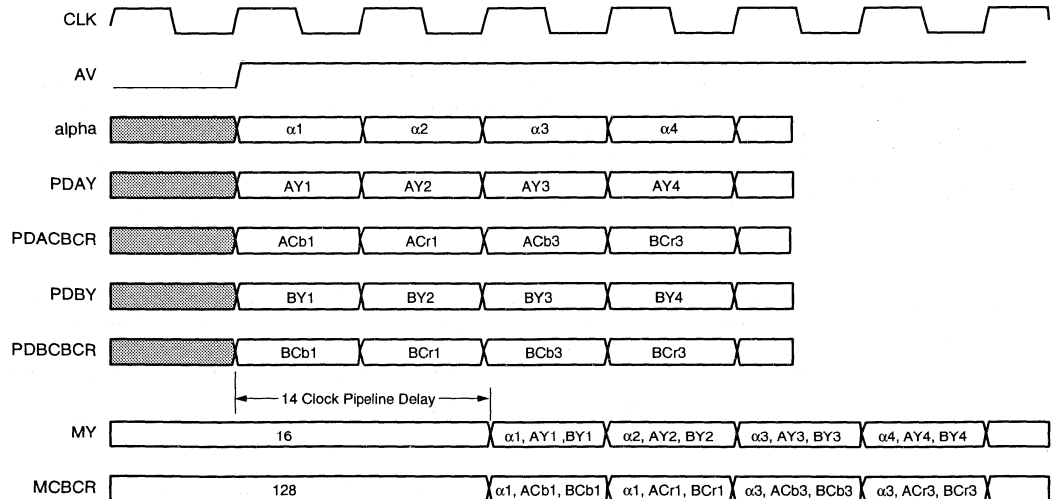 CLK
AV
alpha α1 α2 α3 α4
PDAY AY1 AY2 AY3 AY4
PDACBCR ACb1 ACr1 ACb3 BCr3
PDBY BY1 BY2 BY3 BY4
PDBCBCR BCb1 BCr1 BCb3 BCr3
14 Clock Pipeline Delay
MY 16 α1, AY1 ,BY1 α2, AY2, BY2 α3, AY3, BY3 α4, AY4, BY4
MCBCR 128 α1, ACb1, BCb1 α1, ACr1, BCr1 α3, ACb3, BCb3 α3, ACr3, BCr3